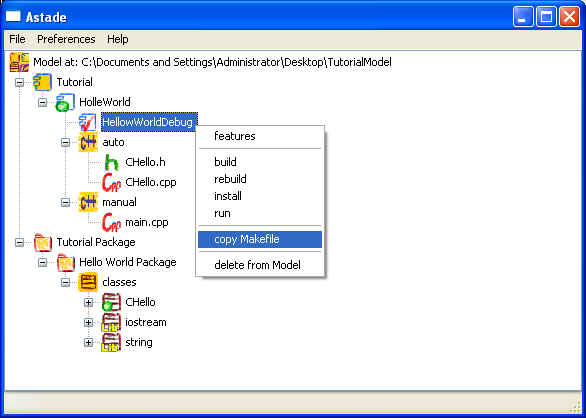 Astade
File Preferences Help
Model at: C:\Documents and Settings\Administrator\Desktop\TutorialModel
Tutorial
HolleWorld
HellowWorldDebug
features
auto
build
CHello.h
rebuild
CHello.cpp
install
manual
run
main.cpp
copy Makefile
Tutorial Package
Hello World Package
delete from Model
classes
CHello
iostream
string